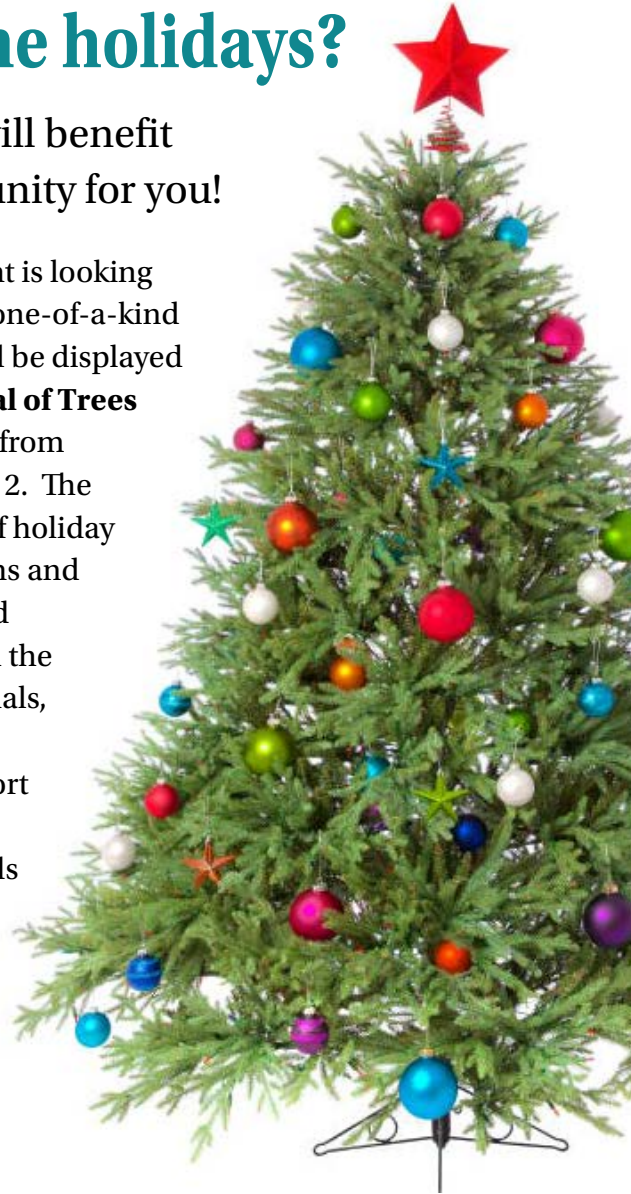 e holidays?
ill benefit
unity for you!
t is looking
one-of-a-kind
l be displayed
al of Trees
from
2. The
f holiday
ns and
d
the
als,
ort
ls